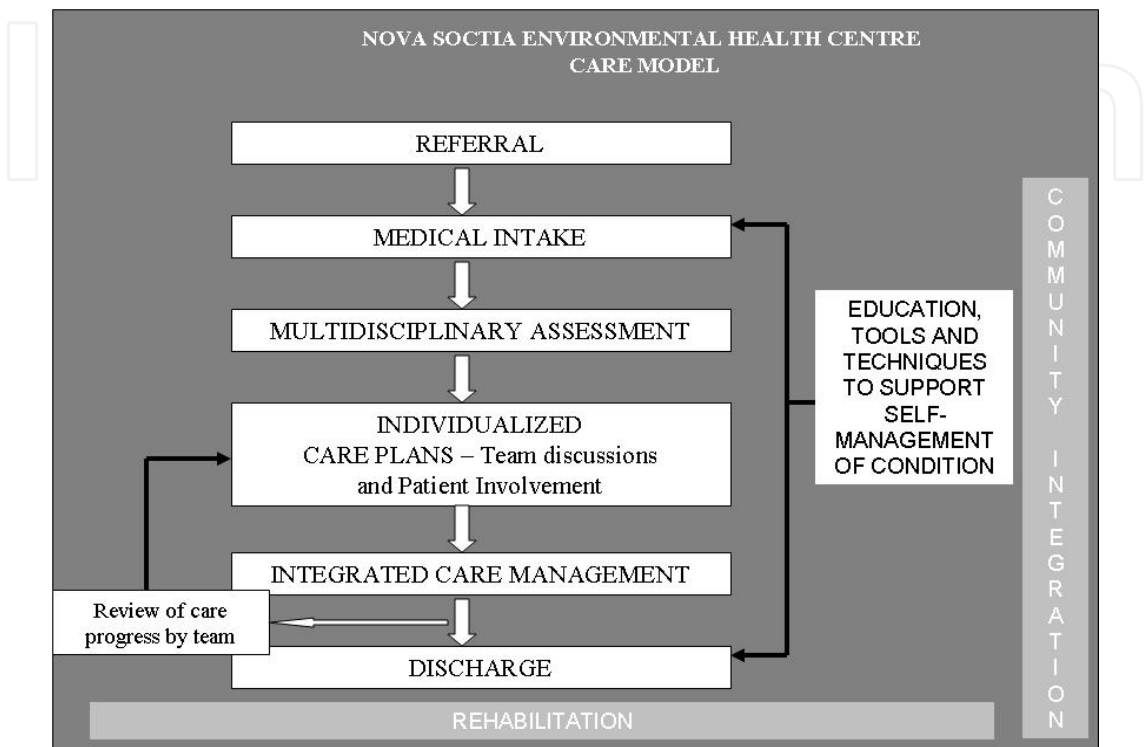 NOVA SOCTIA ENVIRONMENTAL HEALTH CENTRE
CARE MODEL
REFERRAL
MEDICAL INTAKE
MULTIDISCIPLINARY ASSESSMENT
INDIVIDUALIZED
CARE PLANS – Team discussions
and Patient Involvement
INTEGRATED CARE MANAGEMENT
Review of care
progress by team
DISCHARGE
EDUCATION,
TOOLS AND
TECHNIQUES
TO SUPPORT
SELF-
MANAGEMENT
OF CONDITION
COMMUNITY INTEGRATION
REHABILITATION